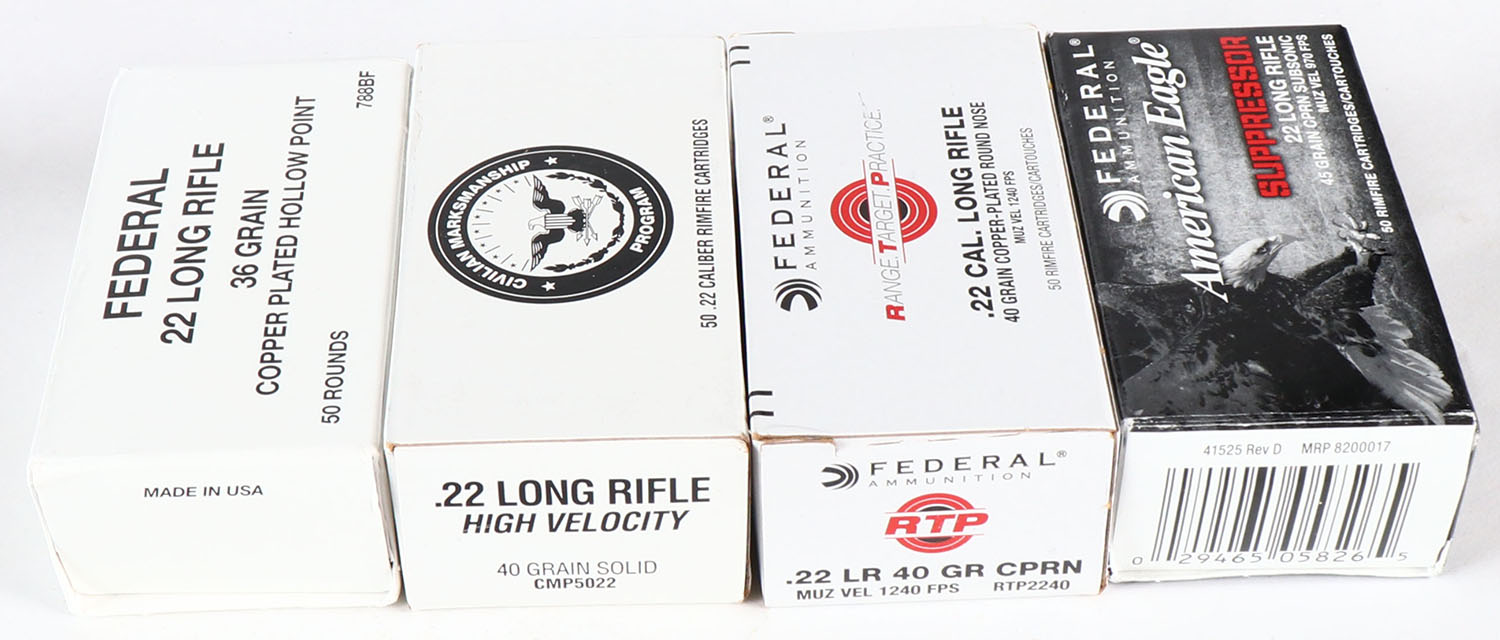 FEDERAL
22 LONG RIFLE
36 GRAIN
COPPER PLATED HOLLOW POINT
50 ROUNDS
788BF
MADE IN USA
CIVILIAN MARKSMANSHIP
PROGRAM
50 .22 CALIBER RIMFIRE CARTRIDGES
.22 LONG RIFLE
HIGH VELOCITY
40 GRAIN SOLID
CMP5022
FEDERAL®
AMMUNITION
RANGE.TARGET.PRACTICE.
.22 CAL. LONG RIFLE
40 GRAIN COPPER-PLATED ROUND NOSE
MUZ VEL 1240 FPS
50 RIMFIRE CARTRIDGES/CARTOUCHES
FEDERAL®
AMMUNITION
RTP
.22 LR 40 GR CPRN
MUZ VEL 1240 FPS RTP2240
FEDERAL®
AMMUNITION
American Eagle®
SUPPRESSOR
22 LONG RIFLE
45 GRAIN CPRN SUBSONIC
MUZ VEL 970 FPS
50 RIMFIRE CARTRIDGES/CARTOUCHES
41525 Rev D MRP 8200017
0 29465 05826 5